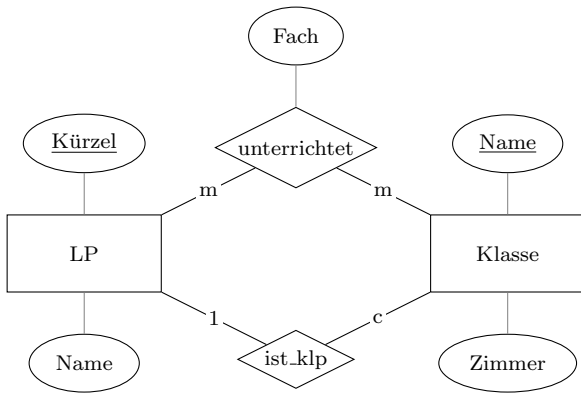 Fach
Kürzel
unterrichtet
Name
m
m
LP
Klasse
1
c
ist_klp
Name
Zimmer